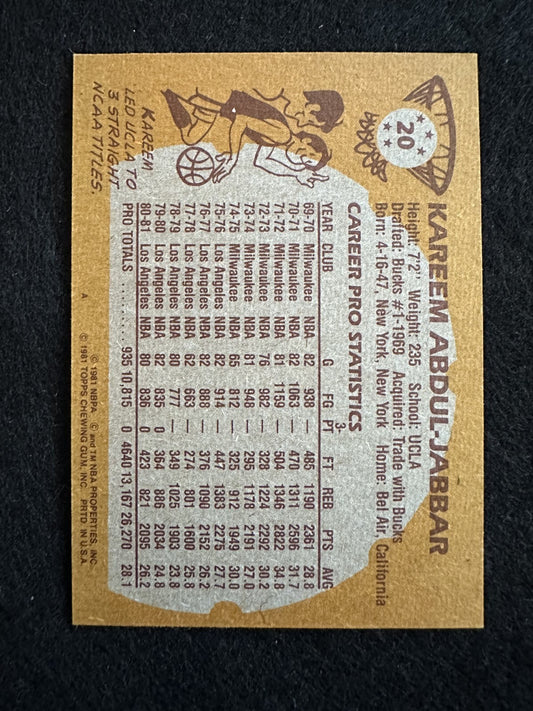 20
KAREEM ABDUL-JABBAR
Height: 7'2" Weight: 235 School: UCLA
Drafted: Bucks #1-1969 Acquired: Trade with Bucks
Born: 4-16-47, New York, New York Home: Bel Air, California
CAREER PRO STATISTICS
3-
YEAR CLUB G FG PT FT REB PTS AVG
69-70 Milwaukee NBA 82 938 — 485 1190 2361 28.8
70-71 Milwaukee NBA 82 1063 — 470 1311 2596 31.7
71-72 Milwaukee NBA 81 1159 — 504 1346 2822 34.8
72-73 Milwaukee NBA 76 982 — 328 1224 2292 30.2
73-74 Milwaukee NBA 81 948 — 295 1178 2191 27.0
74-75 Milwaukee NBA 65 812 — 325 912 1949 30.0
75-76 Los Angeles NBA 82 914 — 447 1383 2275 27.7
76-77 Los Angeles NBA 82 888 — 376 1090 2152 26.2
77-78 Los Angeles NBA 62 663 — 274 801 1600 25.8
78-79 Los Angeles NBA 80 777 — 349 1025 1903 23.8
79-80 Los Angeles NBA 82 835 0 364 886 2034 24.8
80-81 Los Angeles NBA 80 836 0 423 821 2095 26.2
PRO TOTALS . . . . . . . . 935 10,815 0 4640 13,167 26,270 28.1
KAREEM
LED UCLA TO
3 STRAIGHT
NCAA TITLES.
A
© 1981 NBPA © and TM NBA PROPERTIES, INC.
© 1981 TOPPS CHEWING GUM, INC. PRTD. IN U.S.A.